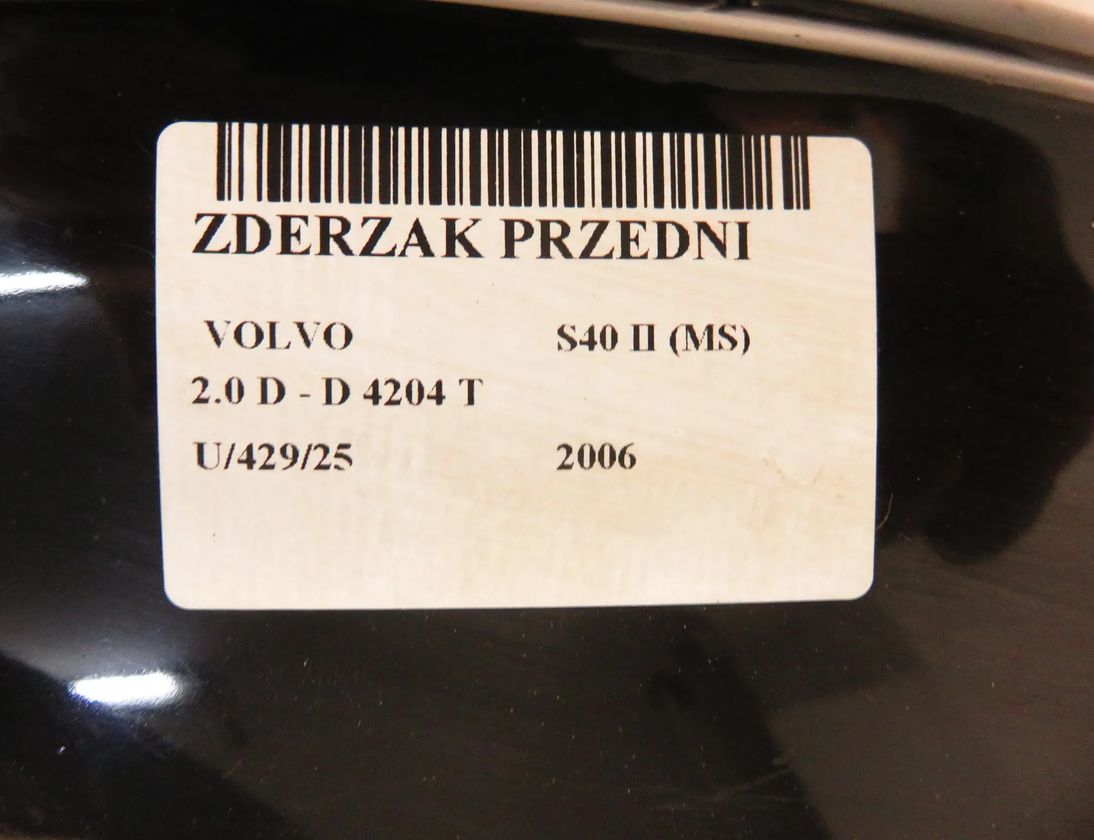 ZDERZAK PRZEDNI
VOLVO S40 II (MS)
2.0 D - D 4204 T
U/429/25 2006